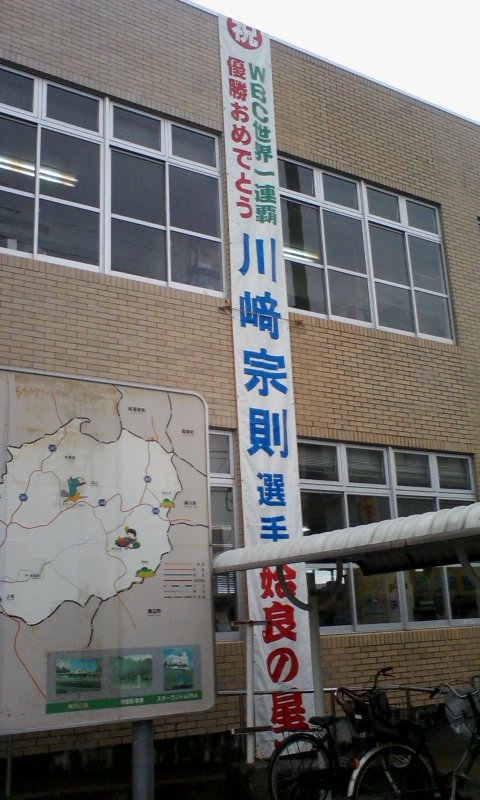 祝
WBC世界一連覇
優勝おめでとう
川﨑宗則選手
姶良の星
スターランドAIRA